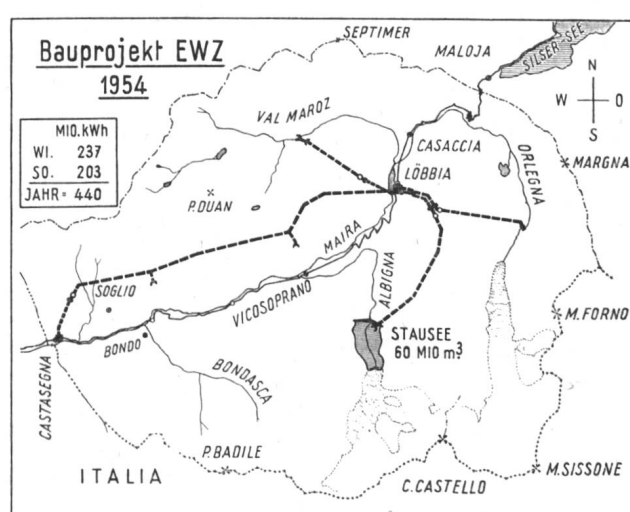 Bauprojekt EWZ
1954
MIO.kWh
WI. 237
SO. 203
JAHR = 440
SEPTIMER
MALOJA
SILSER-SEE
N
W O
S
VAL MAROZ
CASACCIA
LÖBBIA
ORLEGNA
MARGNA
P.DUAN
MAIRA
ALBIGNA
SOGLIO
VICOSOPRANO
M.FORNO
STAUSEE
60 MIO m³
CASTASEGNA
BONDO
BONDASCA
P.BADILE
ITALIA
C.CASTELLO
M.SISSONE